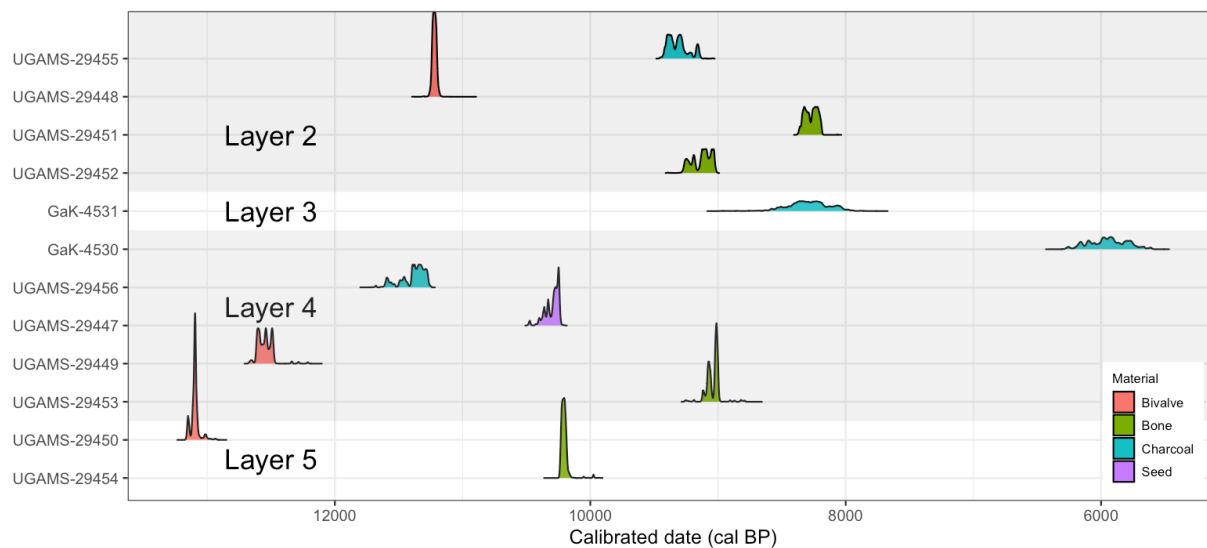 UGAMS-29455
UGAMS-29448
UGAMS-29451
Layer 2
UGAMS-29452
GaK-4531
Layer 3
GaK-4530
UGAMS-29456
Layer 4
UGAMS-29447
UGAMS-29449
UGAMS-29453
Material
Bivalve
Bone
Charcoal
Seed
UGAMS-29450
Layer 5
UGAMS-29454
12000 10000 8000 6000
Calibrated date (cal BP)